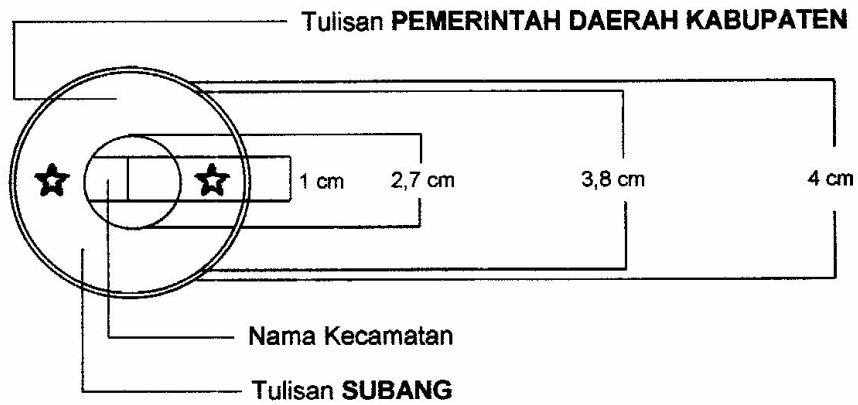 Tulisan PEMERINTAH DAERAH KABUPATEN
1 cm
2,7 cm
3,8 cm
4 cm
Nama Kecamatan
Tulisan SUBANG